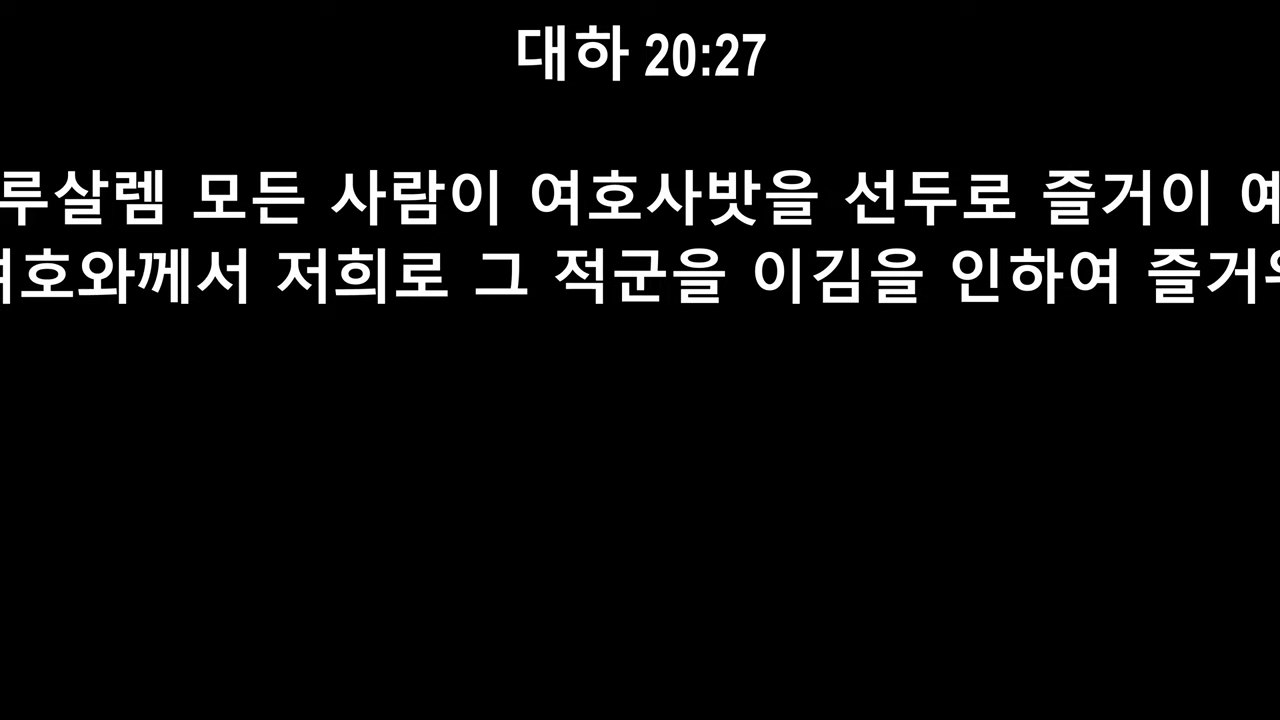 대하 20:27
루살렘 모든 사람이 여호사밧을 선두로 즐거이 예
여호와께서 저희로 그 적군을 이김을 인하여 즐거